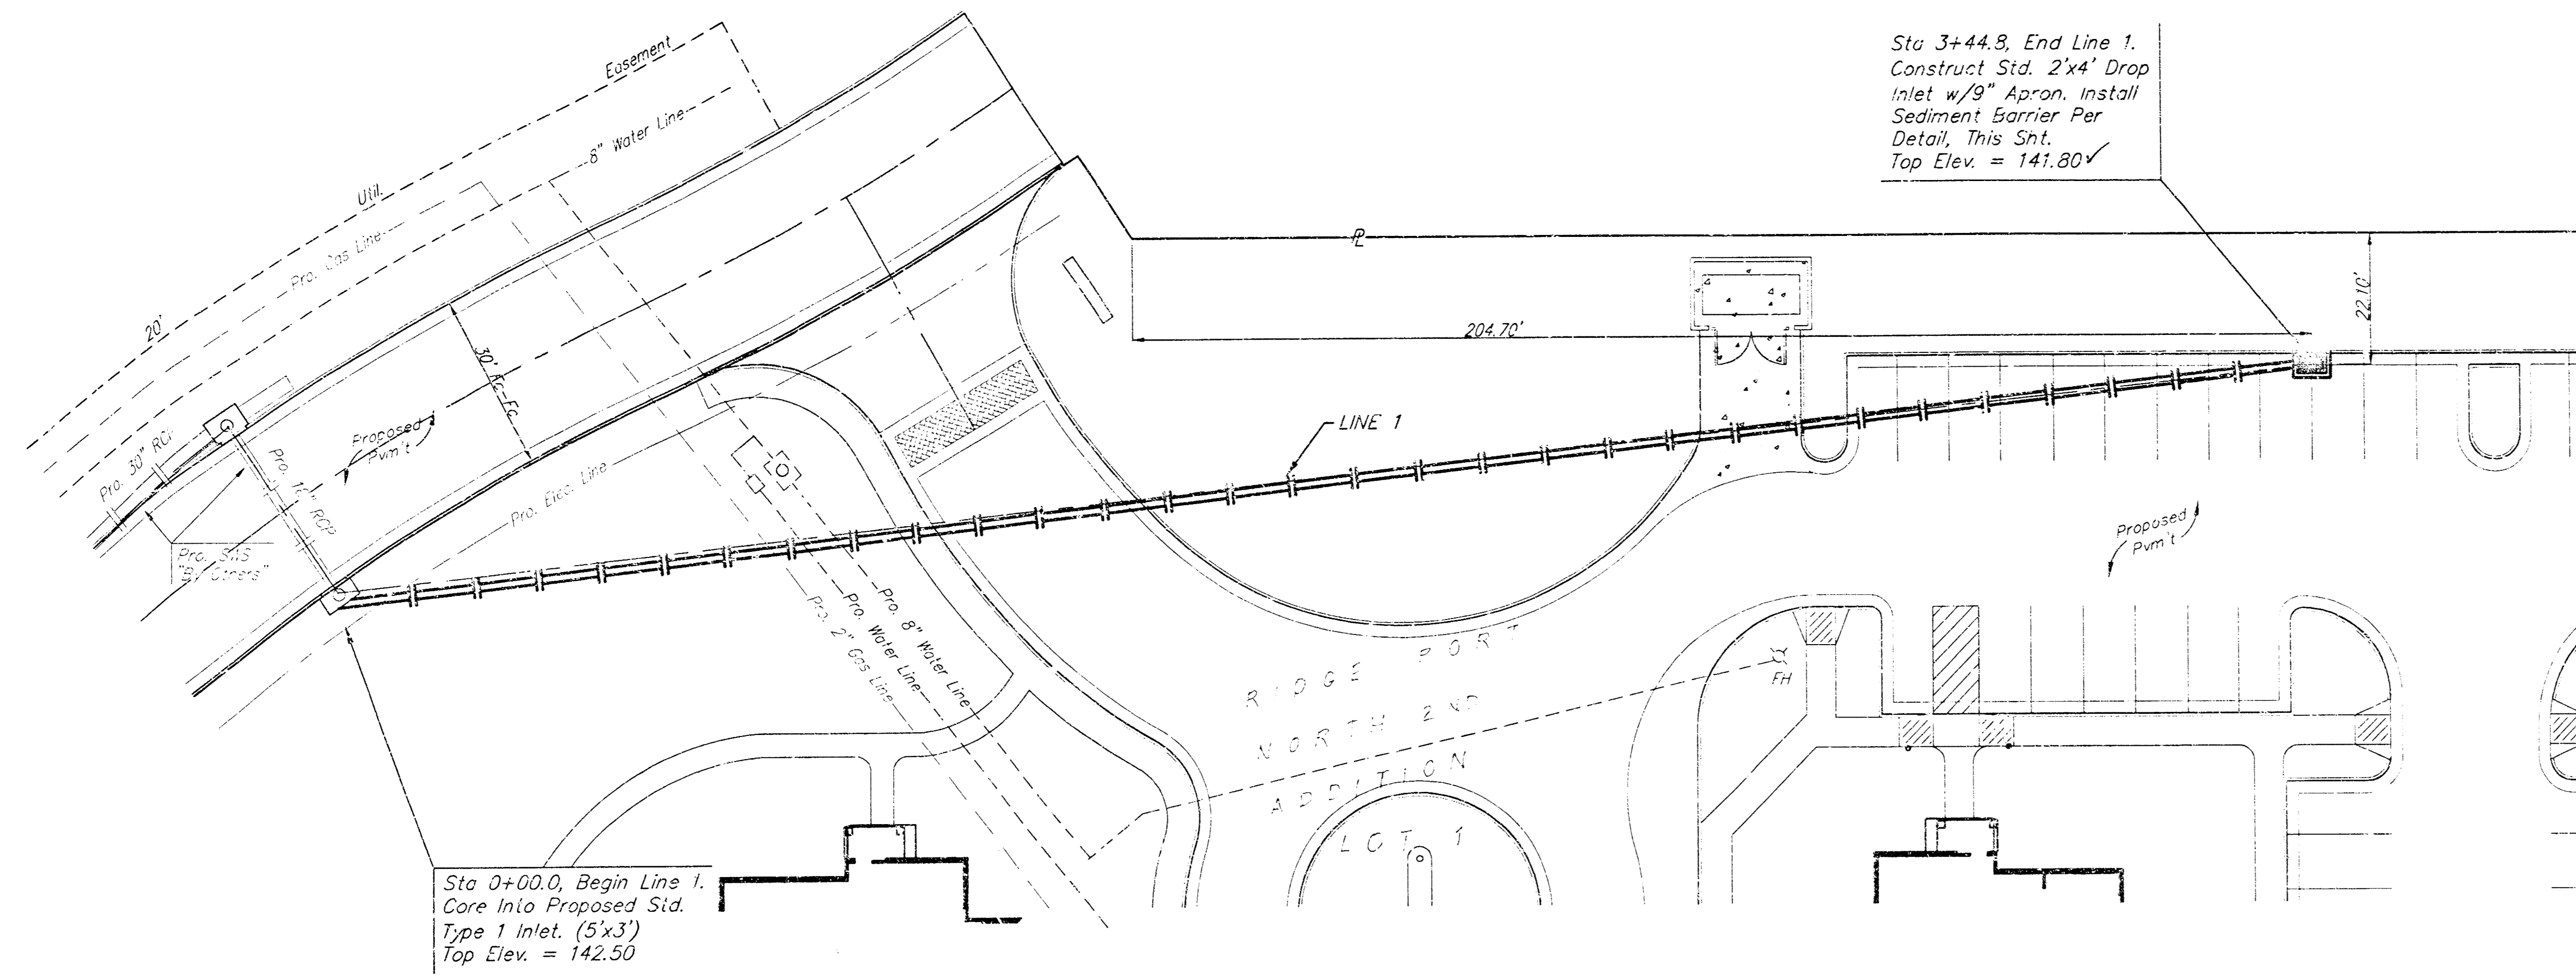 Easement
8" Water Line
Util.
Pro. Gas Line
20'
30' Fc-Fc
Pro. 30" RCP
Proposed
Pvm't
RCP
Pro. Elec. Line
Pro. SWS
"By Others"
Sta 3+44.8, End Line 1.
Construct Std. 2'x4' Drop
Inlet w/9" Apron. Install
Sediment Barrier Per
Detail, This Sht.
Top Elev. = 141.80✓
PL
204.70'
22.10'
LINE 1
Proposed
Pvm't
Pro. 8" Water Line
Pro. Water Line
Pro. 2" Gas Line
RIDGE PORT
NORTH 2ND
ADDITION
LOT 1
FH
Sta 0+00.0, Begin Line 1.
Core Into Proposed Std.
Type 1 Inlet. (5'x3')
Top Elev. = 142.50